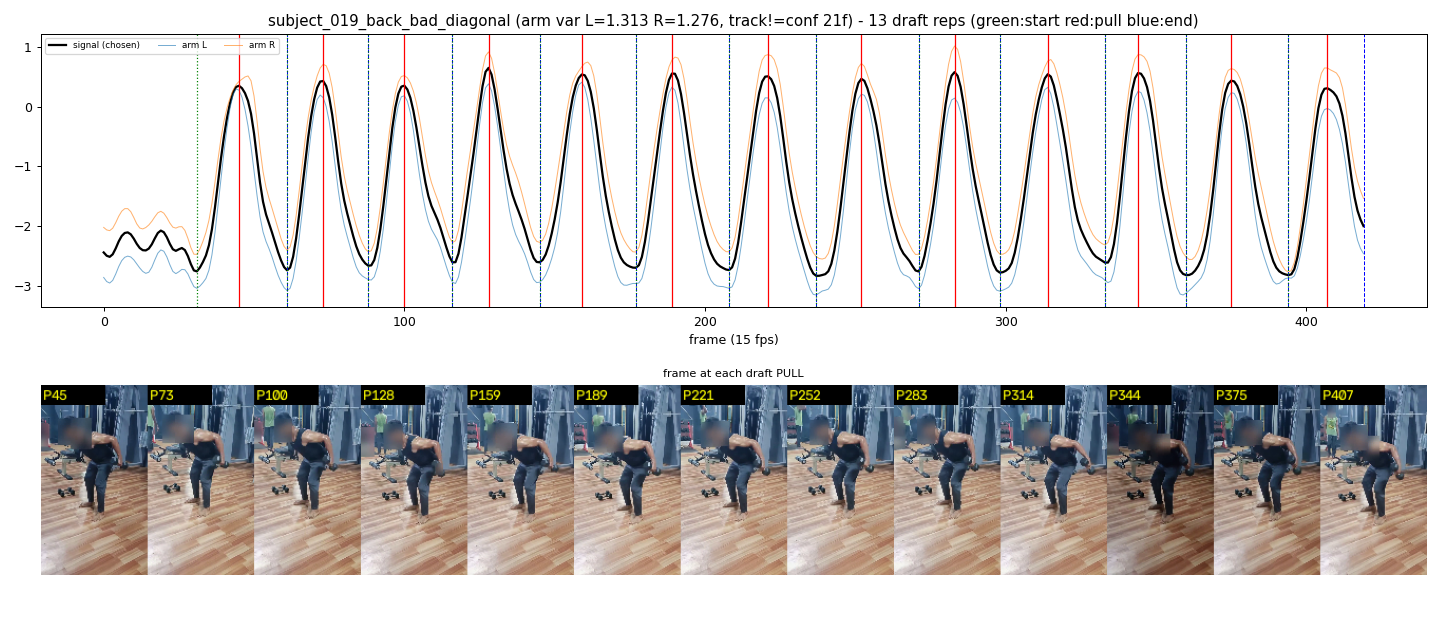 subject_019_back_bad_diagonal (arm var L=1.313 R=1.276, track!=conf 21f) - 13 draft reps (green:start red:pull blue:end)
signal (chosen) arm L arm R
1
0
−1
−2
−3
0 100 200 300 400
frame (15 fps)
frame at each draft PULL
P45 P73 P100 P128 P159 P189 P221 P252 P283 P314 P344 P375 P407